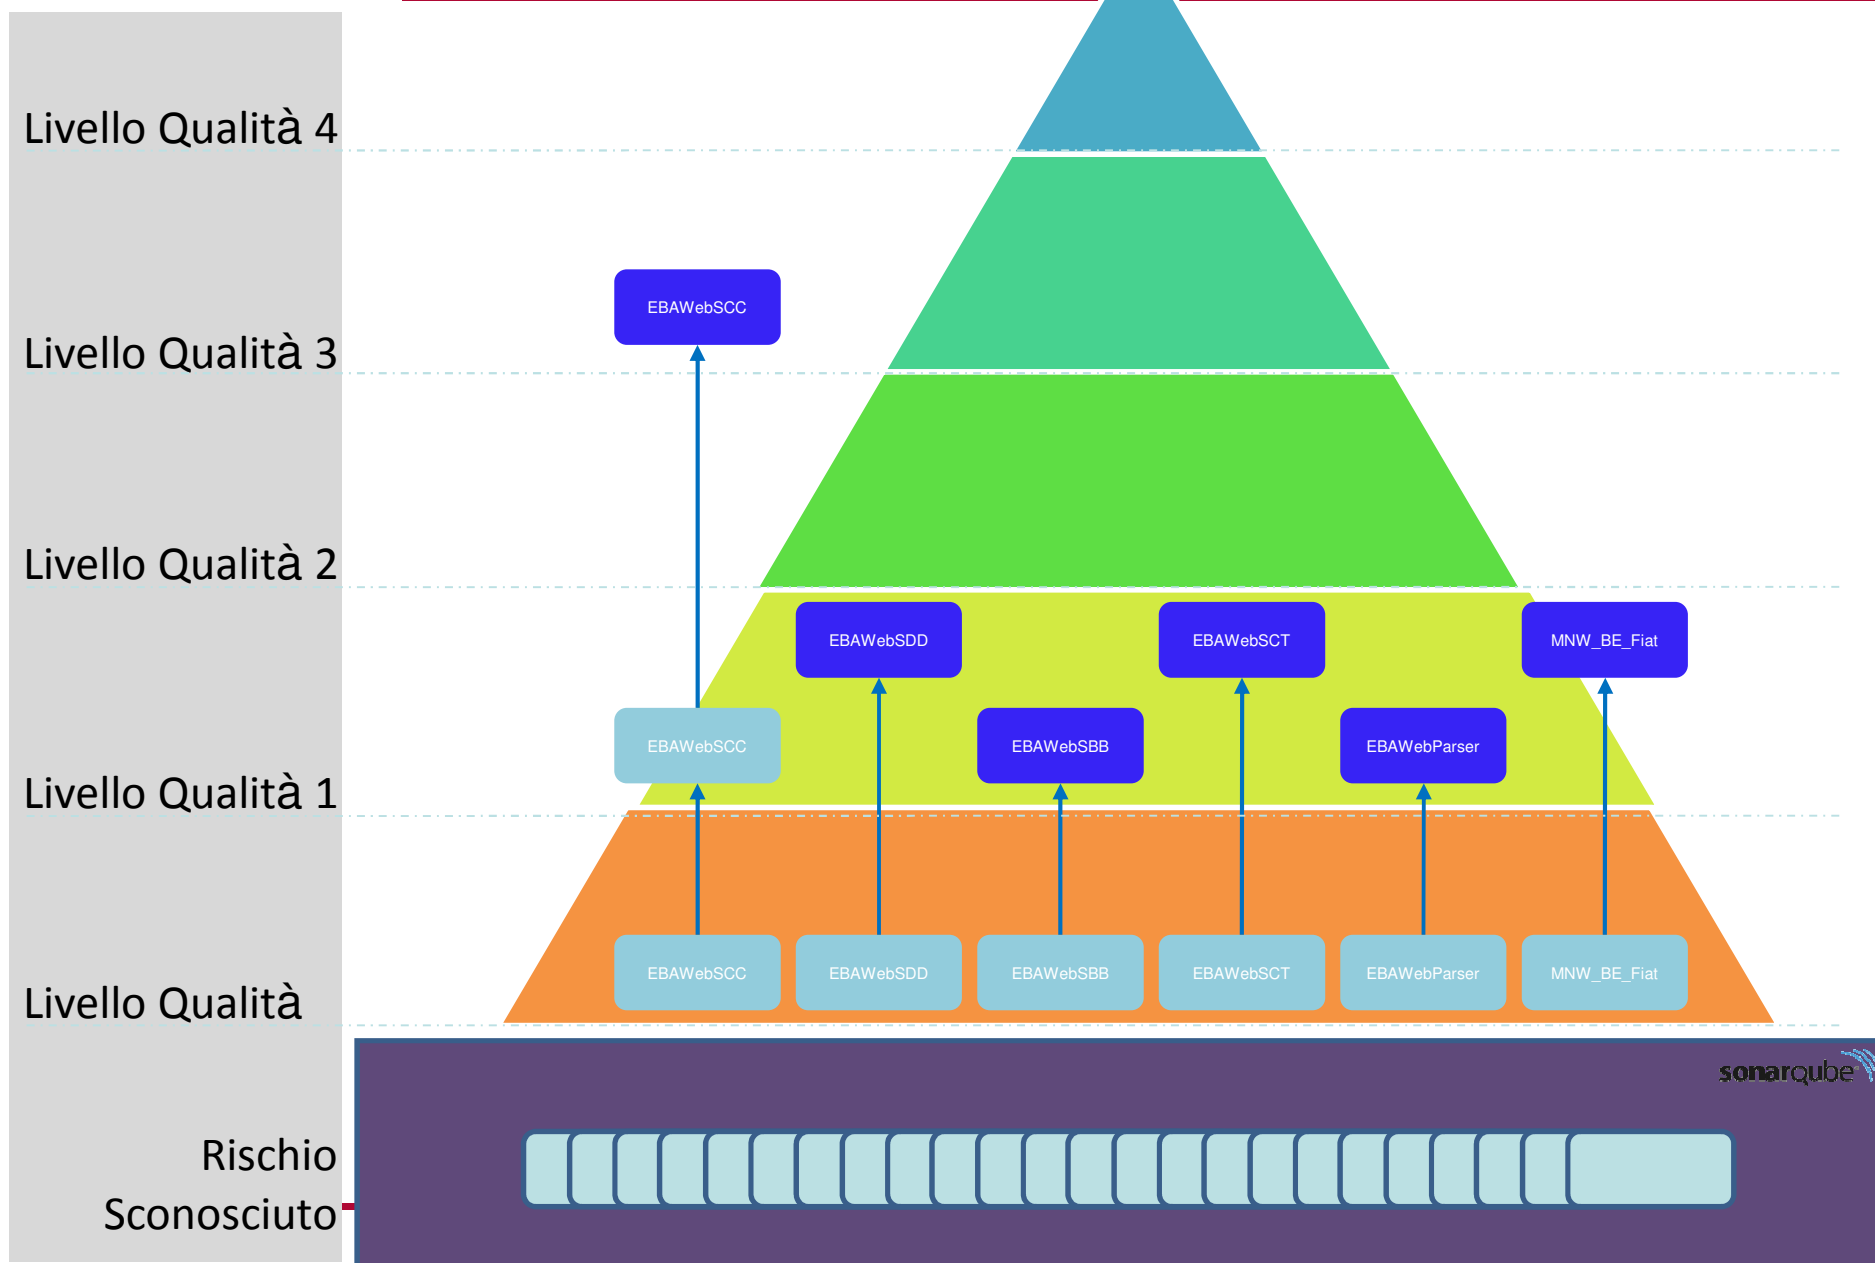 Livello Qualità 4
EBAWebSCC
Livello Qualità 3
Livello Qualità 2
EBAWebSDD
EBAWebSCT
MNW_BE_Fiat
EBAWebSCC
EBAWebSBB
EBAWebParser
Livello Qualità 1
EBAWebSCC
EBAWebSDD
EBAWebSBB
EBAWebSCT
EBAWebParser
MNW_BE_Fiat
Livello Qualità
sonarqube
Rischio
Sconosciuto